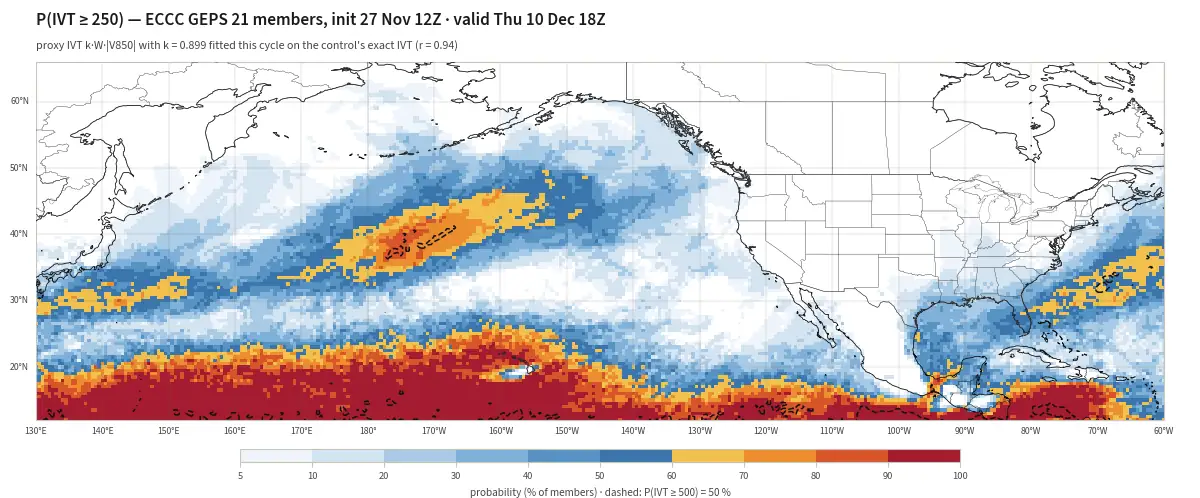 P(IVT ≥ 250) — ECCC GEPS 21 members, init 27 Nov 12Z · valid Thu 10 Dec 18Z
proxy IVT k·W·|V850| with k = 0.899 fitted this cycle on the control's exact IVT (r = 0.94)
60°N
50°N
40°N
30°N
20°N
130°E 140°E 150°E 160°E 170°E 180° 170°W 160°W 150°W 140°W 130°W 120°W 110°W 100°W 90°W 80°W 70°W 60°W
5 10 20 30 40 50 60 70 80 90 100
probability (% of members) · dashed: P(IVT ≥ 500) = 50 %